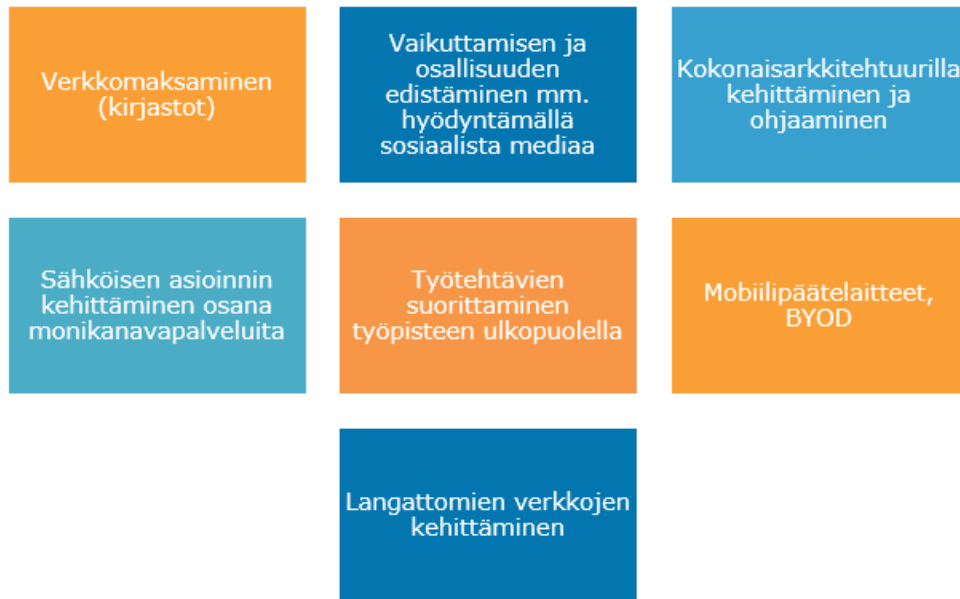 Verkkomaksaminen
(kirjastot)
Vaikuttamisen ja
osallisuuden
edistäminen mm.
hyödyntämällä
sosiaalista mediaa
Kokonaisarkkitehtuurilla
kehittäminen ja
ohjaaminen
Sähköisen asioinnin
kehittäminen osana
monikanavapalveluita
Työtehtävien
suorittaminen
työpisteen ulkopuolella
Mobiilipäätelaitteet,
BYOD
Langattomien verkkojen
kehittäminen